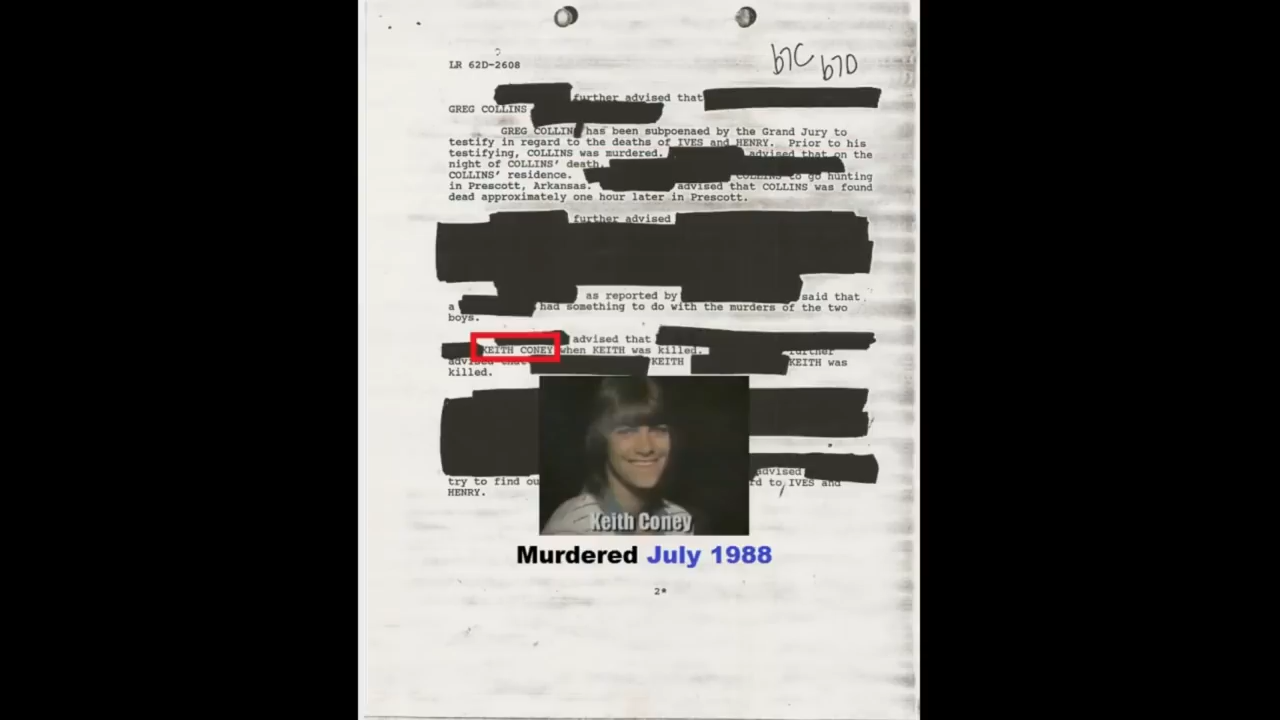 b7C b7D
LR 62D-2608
further advised that
GREG COLLINS
GREG COLLINS has been subpoenaed by the Grand Jury to
testify in regard to the deaths of IVES and HENRY. Prior to his
testifying, COLLINS was murdered. advised that on the
night of COLLINS' death,
COLLINS' residence. COLLINS to go hunting
in Prescott, Arkansas. advised that COLLINS was found
dead approximately one hour later in Prescott.
further advised
as reported by said that
a had something to do with the murders of the two
boys.
advised that
KEITH CONEY when KEITH was killed. further
advised that KEITH KEITH was
killed.
advised
try to find ou rd to IVES and
HENRY.
Keith Coney
Murdered July 1988
2*